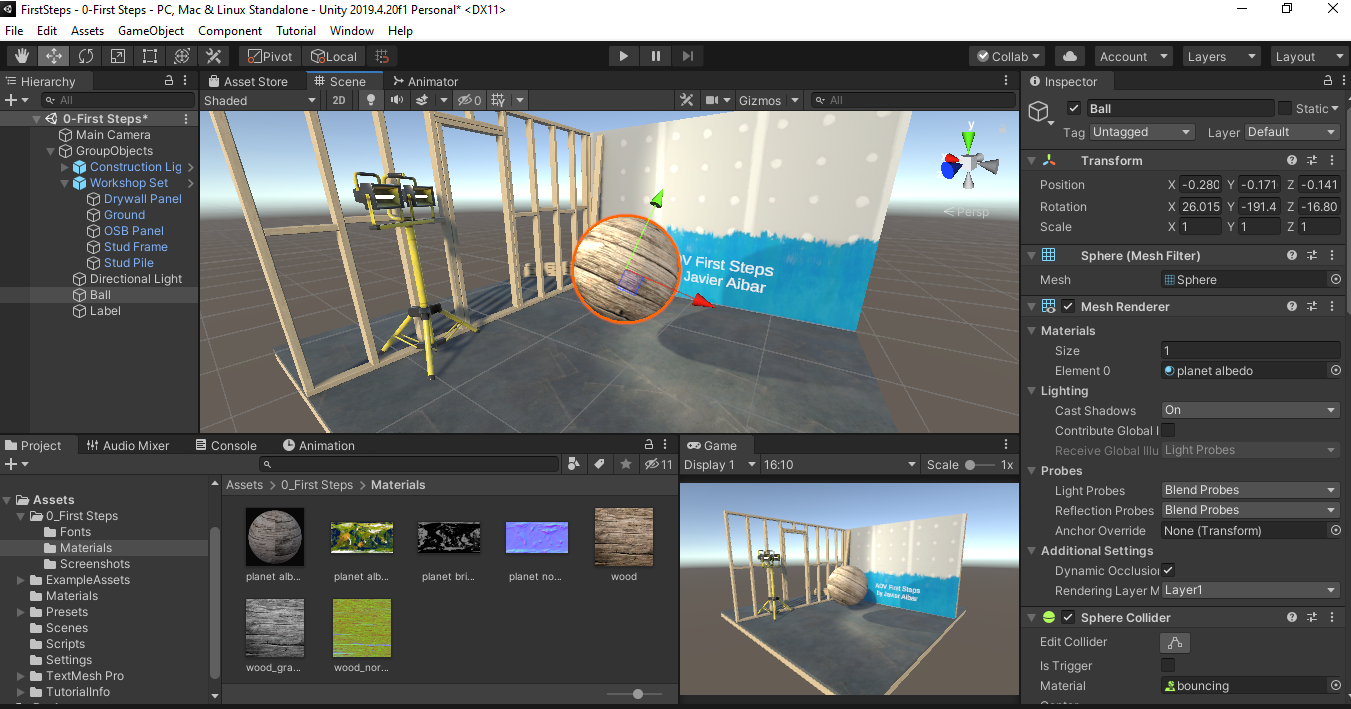 FirstSteps - 0-First Steps - PC, Mac & Linux Standalone - Unity 2019.4.20f1 Personal* <DX11>
File Edit Assets GameObject Component Tutorial Window Help
Pivot Local Collab Account Layers Layout
Hierarchy
All
0-First Steps*
Main Camera
GroupObjects
Construction Lig
Workshop Set
Drywall Panel
Ground
OSB Panel
Stud Frame
Stud Pile
Directional Light
Ball
Label
Asset Store Scene Animator
Shaded 2D 0 Gizmos All
y
Persp
First Steps
Javier Aibar
Inspector
Ball Static
Tag Untagged Layer Default
Transform
Position X -0.280 Y -0.171 Z -0.141
Rotation X 26.015 Y -191.4 Z -16.80
Scale X 1 Y 1 Z 1
Sphere (Mesh Filter)
Mesh Sphere
Mesh Renderer
Materials
Size 1
Element 0 planet albedo
Lighting
Cast Shadows On
Contribute Global I
Receive Global Illu Light Probes
Probes
Light Probes Blend Probes
Reflection Probes Blend Probes
Anchor Override None (Transform)
Additional Settings
Dynamic Occlusion
Rendering Layer M Layer1
Sphere Collider
Edit Collider
Is Trigger
Material bouncing
Project Audio Mixer Console Animation
11
Assets
0_First Steps
Fonts
Materials
Screenshots
ExampleAssets
Materials
Presets
Scenes
Scripts
Settings
TextMesh Pro
TutorialInfo
Assets > 0_First Steps > Materials
planet alb... planet alb... planet bri... planet no... wood
wood_gra... wood_nor...
Game
Display 1 16:10 Scale 1x
NDV First Steps
by Javier Aibar